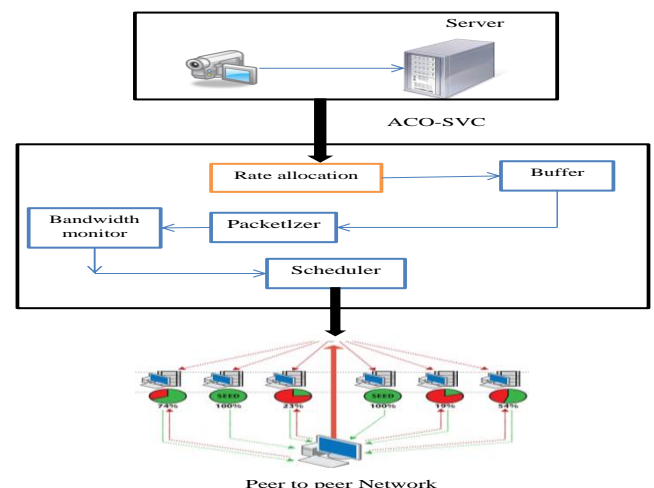 Server
ACO-SVC
Rate allocation
Buffer
Bandwidth
monitor
PacketIzer
Scheduler
74%
SEED
100%
23%
SEED
100%
19%
54%
Peer to peer Network